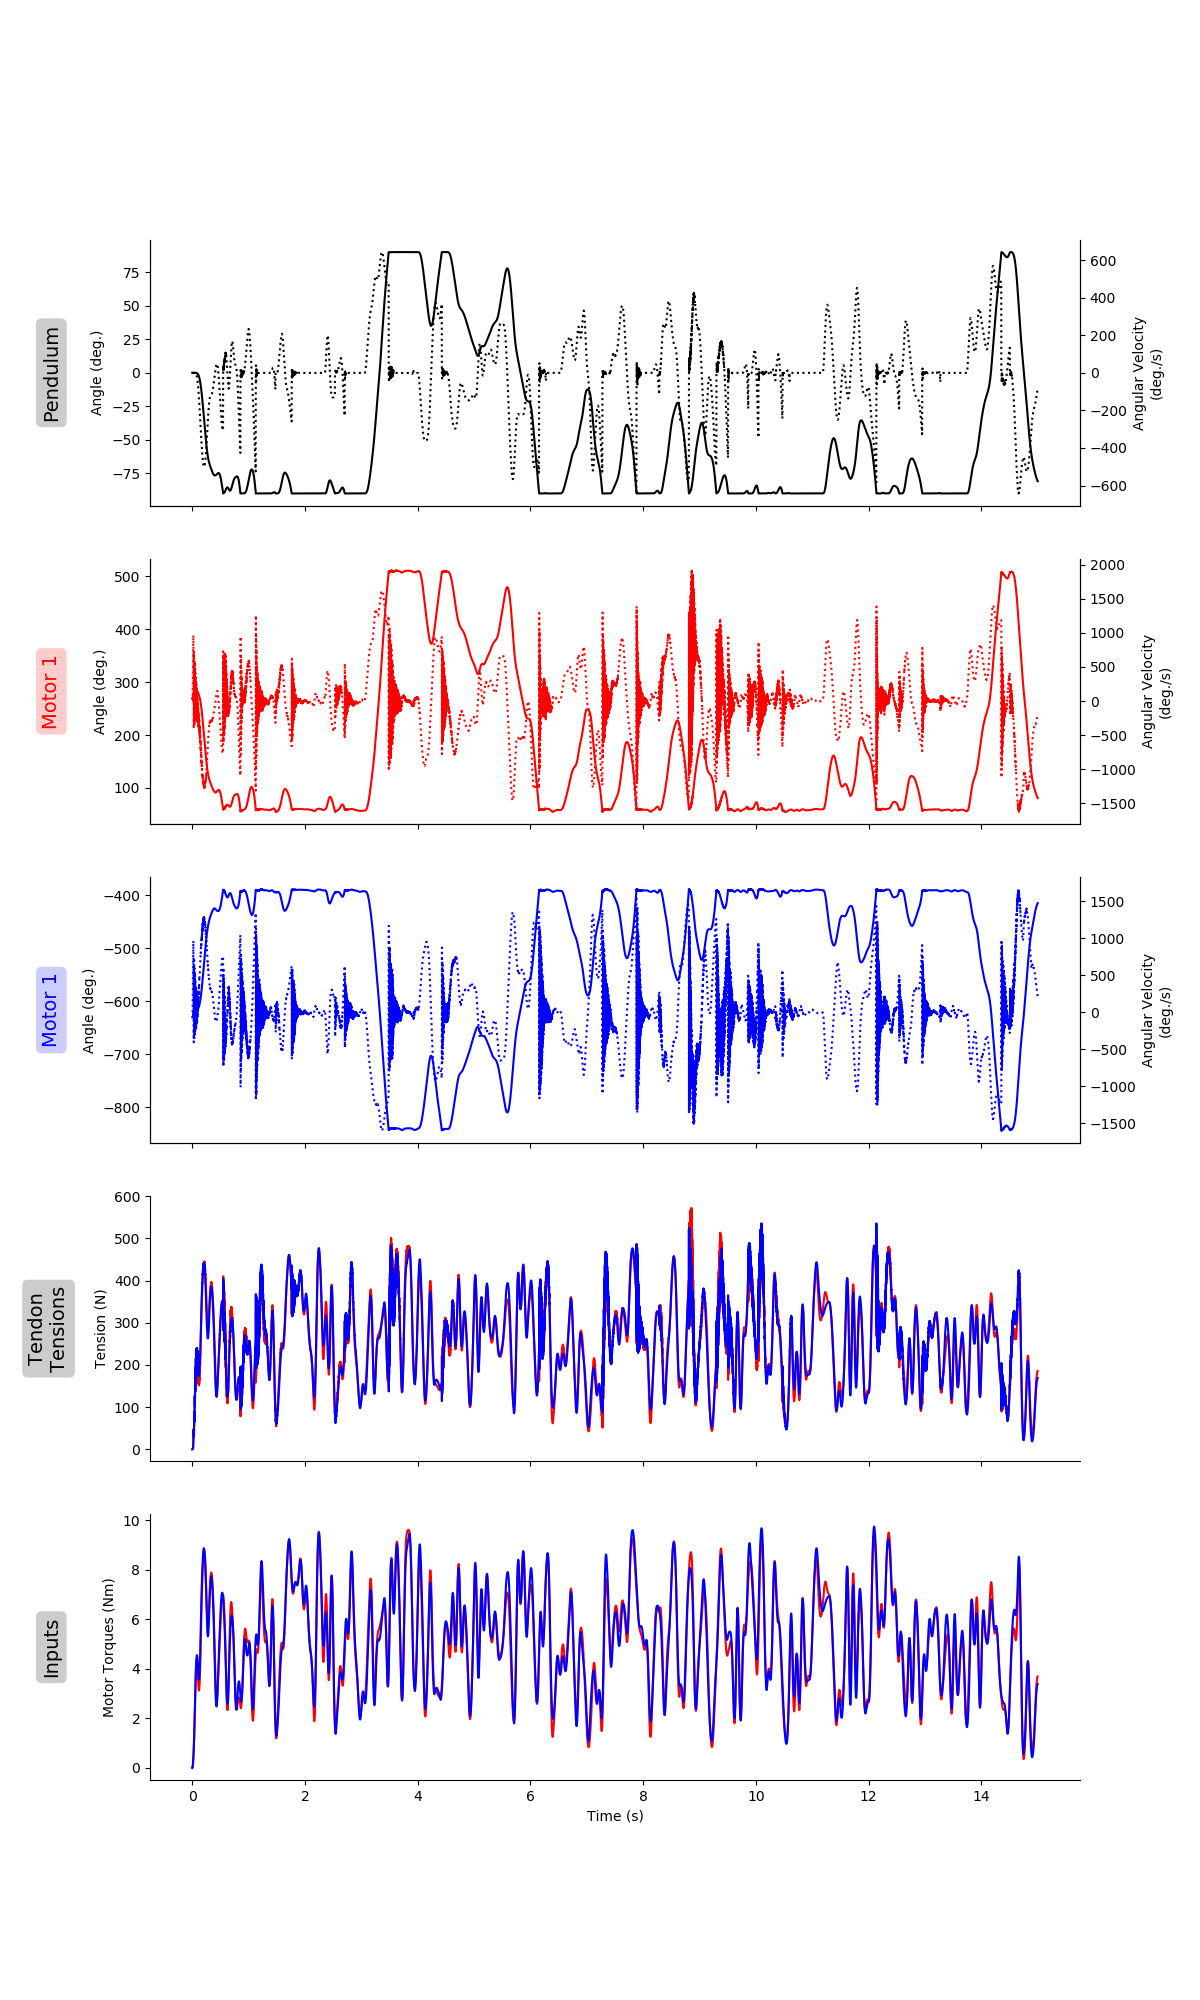 Pendulum
Angle (deg.)
75
50
25
0
−25
−50
−75
600
400
200
0
−200
−400
−600
Angular Velocity
(deg./s)
Motor 1
Angle (deg.)
500
400
300
200
100
2000
1500
1000
500
0
−500
−1000
−1500
Angular Velocity
(deg./s)
Motor 1
Angle (deg.)
−400
−500
−600
−700
−800
1500
1000
500
0
−500
−1000
−1500
Angular Velocity
(deg./s)
Tendon
Tensions
Tension (N)
600
500
400
300
200
100
0
Inputs
Motor Torques (Nm)
10
8
6
4
2
0
0 2 4 6 8 10 12 14
Time (s)